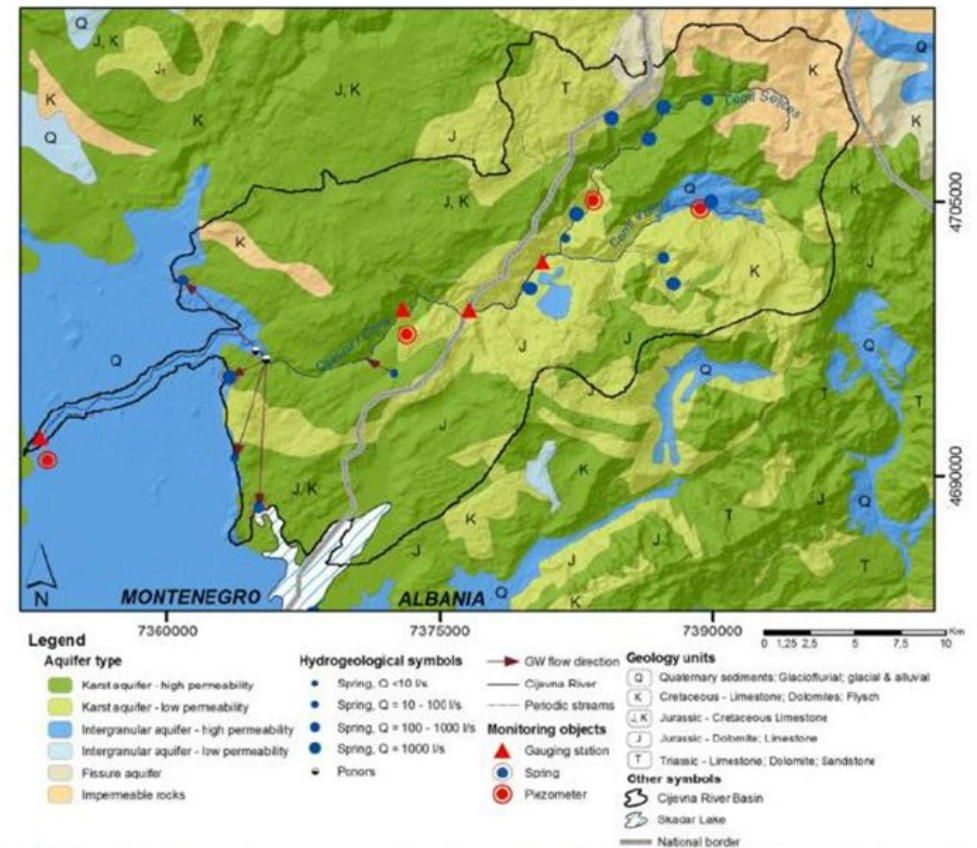 Q
J, K
J₁
K
Q
K
J, K
J
T
K
Q
K
Cemi Selces
J, K
K
Q
K
J
K
J
J
Q
J
Q
T
T
Q
J, K
K
K
J
T
J
Q
J
J
T
K
Q
N
MONTENEGRO
ALBANIA
4705000
4690000
7360000
7375000
7390000
Km
0 1,25 2,5 5 7,5 10
Legend
Aquifer type
Karst aquifer - high permeability
Karst aquifer - low permeability
Intergranular aquifer - high permeability
Intergranular aquifer - low permeability
Fissure aquifer
Impermeable rocks
Hydrogeological symbols
Spring, Q <10 l/s
Spring, Q = 10 - 100 l/s
Spring, Q = 100 - 1000 l/s
Spring, Q = 1000 l/s
Ponors
GW flow direction
Cijevna River
Periodic streams
Monitoring objects
Gauging station
Spring
Piezometer
Geology units
Q Quaternary sediments; Glaciofluvial; glacial & alluvial
K Cretaceous - Limestone; Dolomites; Flysch
J, K Jurassic - Cretaceous Limestone
J Jurassic - Dolomite; Limestone
T Triassic - Limestone; Dolomite; Sandstone
Other symbols
Cijevna River Basin
Skadar Lake
National border